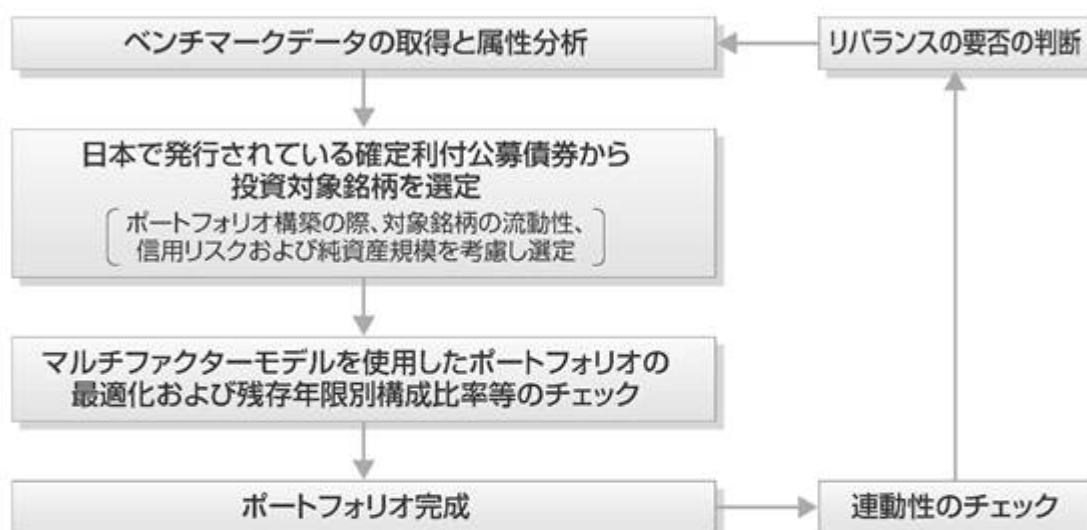 ベンチマークデータの取得と属性分析
リバランスの要否の判断
日本で発行されている確定利付公募債券から
投資対象銘柄を選定
ポートフォリオ構築の際、対象銘柄の流動性、
信用リスクおよび純資産規模を考慮し選定
マルチファクターモデルを使用したポートフォリオの
最適化および残存年限別構成比率等のチェック
ポートフォリオ完成
連動性のチェック